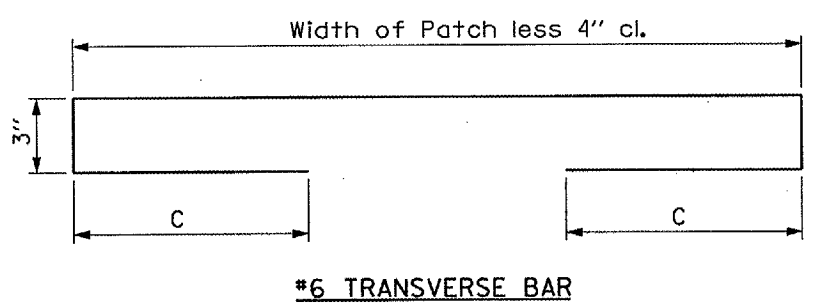 Width of Patch less 4" cl.
3"
C
C
#6 TRANSVERSE BAR